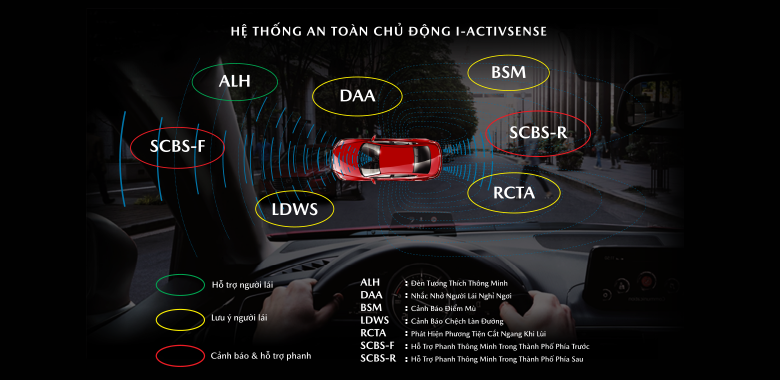 HỆ THỐNG AN TOÀN CHỦ ĐỘNG I-ACTIVSENSE
ALH
DAA
BSM
SCBS-F
SCBS-R
LDWS
RCTA
Hỗ trợ người lái
Lưu ý người lái
Cảnh báo & hỗ trợ phanh
ALH : Đèn Tương Thích Thông Minh
DAA : Nhắc Nhở Người Lái Nghỉ Ngơi
BSM : Cảnh Báo Điểm Mù
LDWS : Cảnh Báo Chệch Làn Đường
RCTA : Phát Hiện Phương Tiện Cắt Ngang Khi Lùi
SCBS-F : Hỗ Trợ Phanh Thông Minh Trong Thành Phố Phía Trước
SCBS-R : Hỗ Trợ Phanh Thông Minh Trong Thành Phố Phía Sau